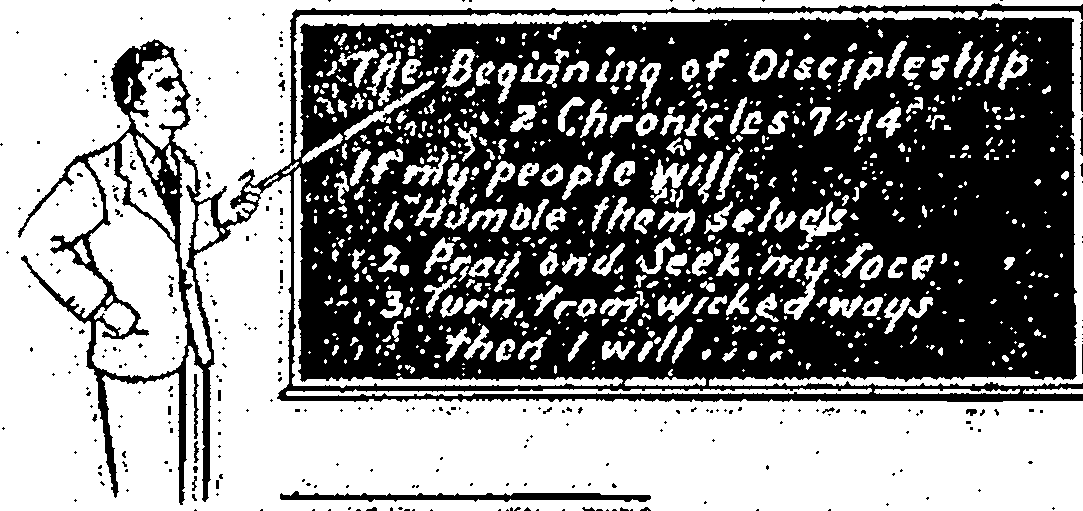 The Beginning of Discipleship
2 Chronicles 7:14
If my people will
1. Humble themselves
2. Pray and Seek my face
3. Turn from wicked ways
then I will....